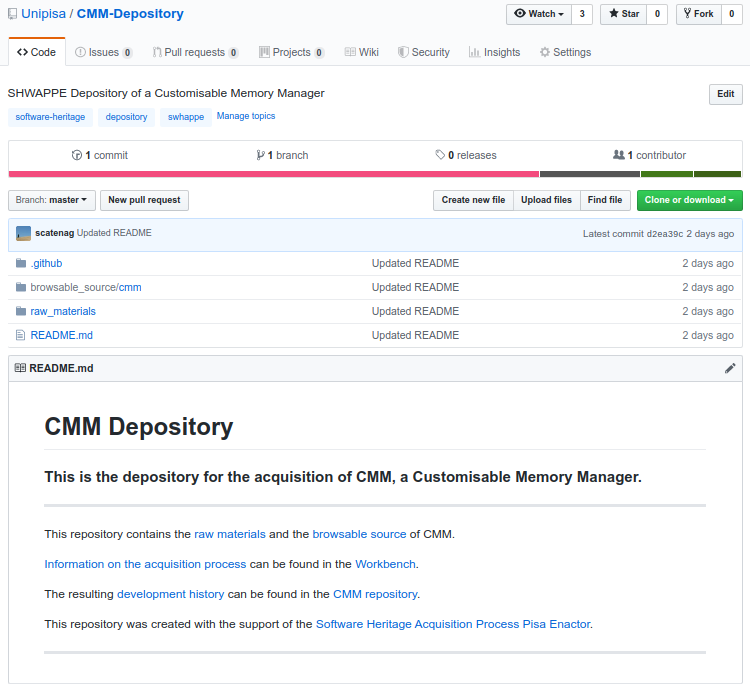 Unipisa / CMM-Depository
Watch 3 Star 0 Fork 0
Code Issues 0 Pull requests 0 Projects 0 Wiki Security Insights Settings
SHWAPPE Depository of a Customisable Memory Manager Edit
software-heritage depository swhappe Manage topics
1 commit 1 branch 0 releases 1 contributor
Branch: master New pull request Create new file Upload files Find file Clone or download
scatenag Updated README Latest commit d2ea39c 2 days ago
.github Updated README 2 days ago
browsable_source/cmm Updated README 2 days ago
raw_materials Updated README 2 days ago
README.md Updated README 2 days ago
README.md
CMM Depository
This is the depository for the acquisition of CMM, a Customisable Memory Manager.
This repository contains the raw materials and the browsable source of CMM.
Information on the acquisition process can be found in the Workbench.
The resulting development history can be found in the CMM repository.
This repository was created with the support of the Software Heritage Acquisition Process Pisa Enactor.